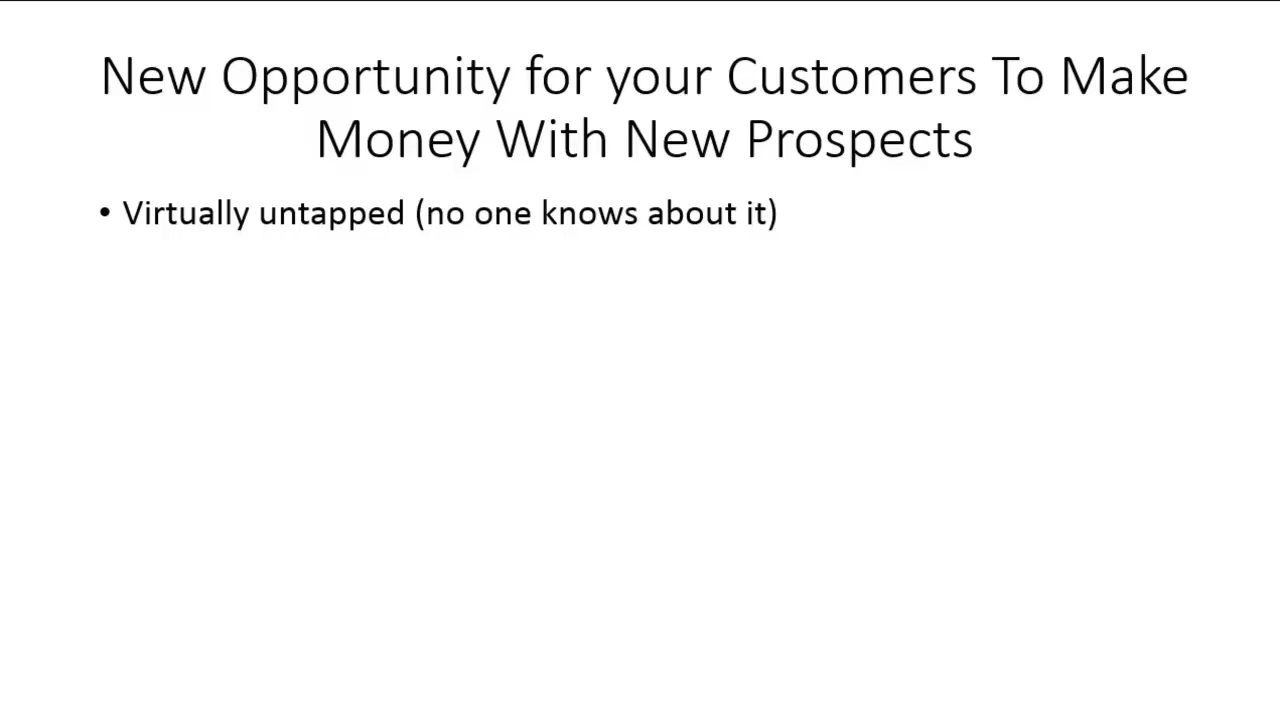 New Opportunity for your Customers To Make
Money With New Prospects
• Virtually untapped (no one knows about it)